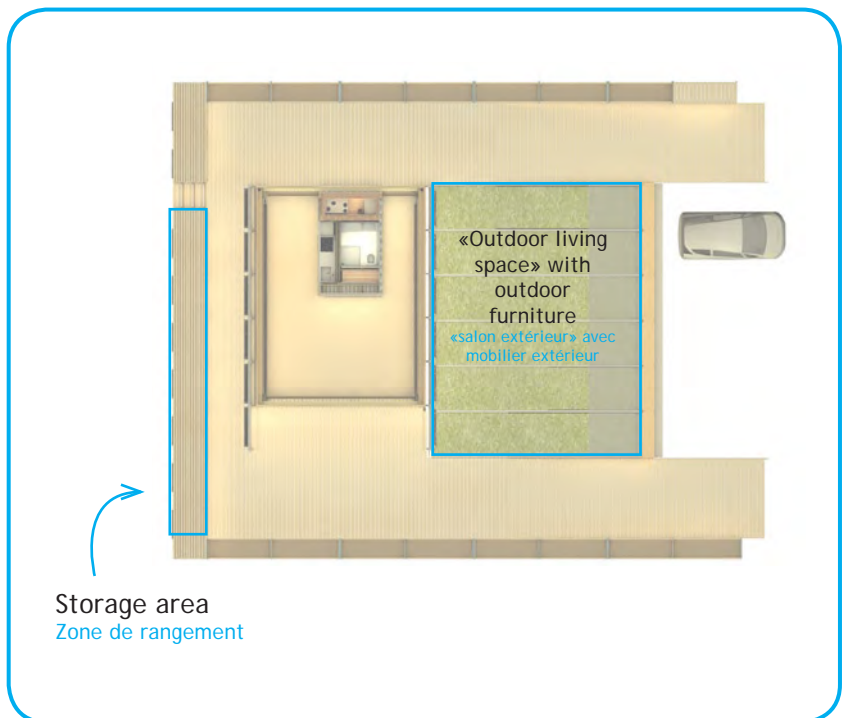 «Outdoor living
space» with
outdoor
furniture
«salon extérieur» avec
mobilier extérieur
Storage area
Zone de rangement